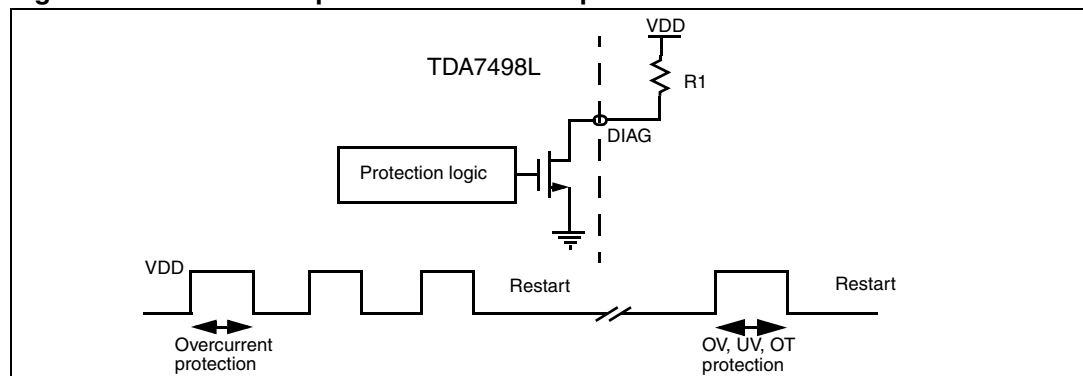 VDD
TDA7498L
R1
DIAG
Protection logic
VDD
Restart
Restart
Overcurrent
protection
OV, UV, OT
protection